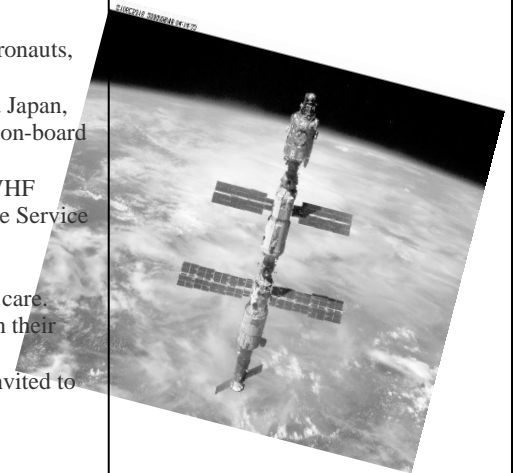 ronauts,
Japan,
on-board
VHF
e Service
care.
n their
nvited to